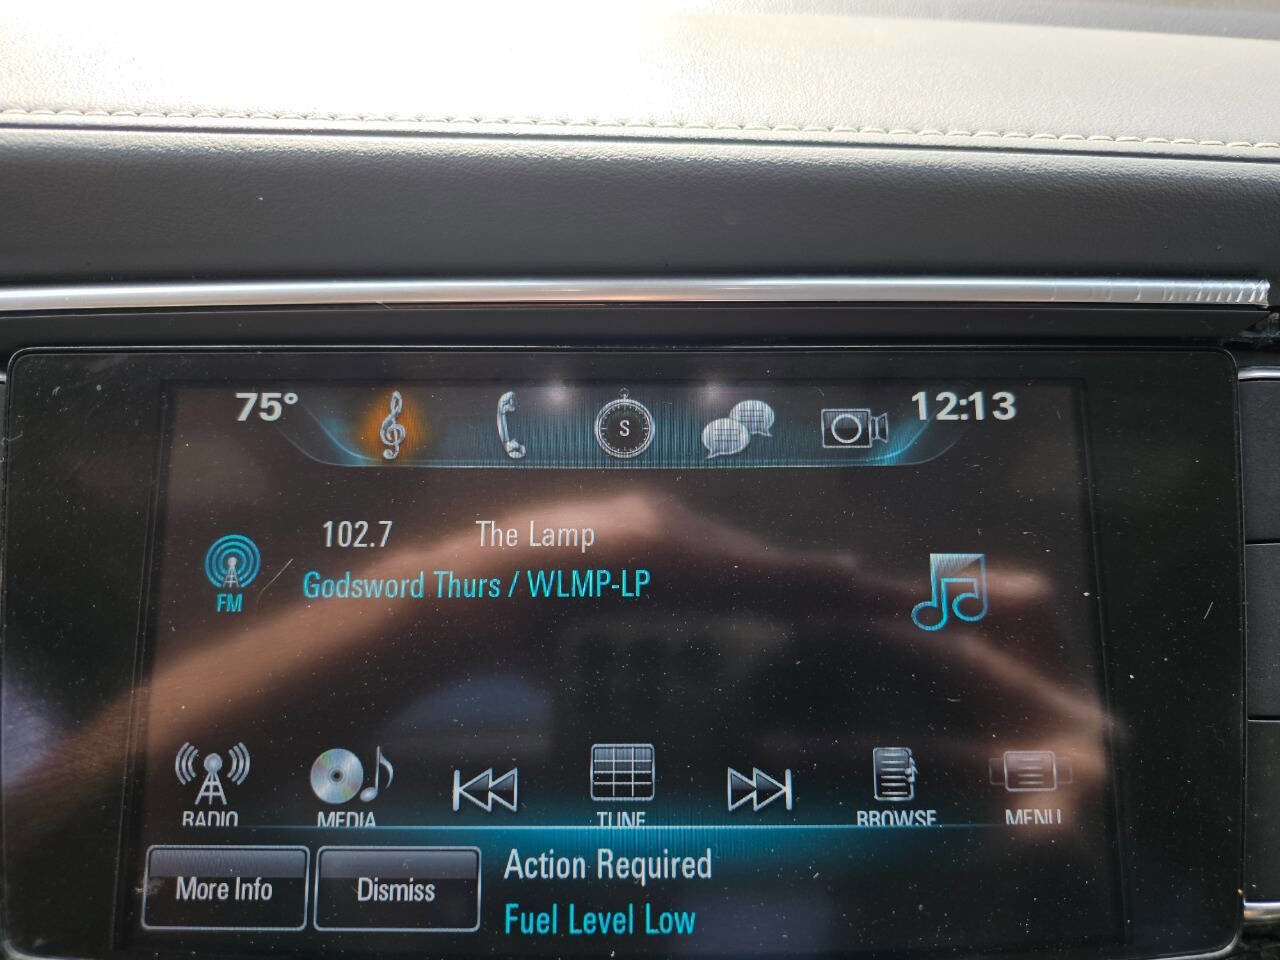 75° S 12:13
102.7 The Lamp
FM Godsword Thurs / WLMP-LP
RADIO MEDIA TUNE BROWSE MENU
More Info Dismiss Action Required
Fuel Level Low